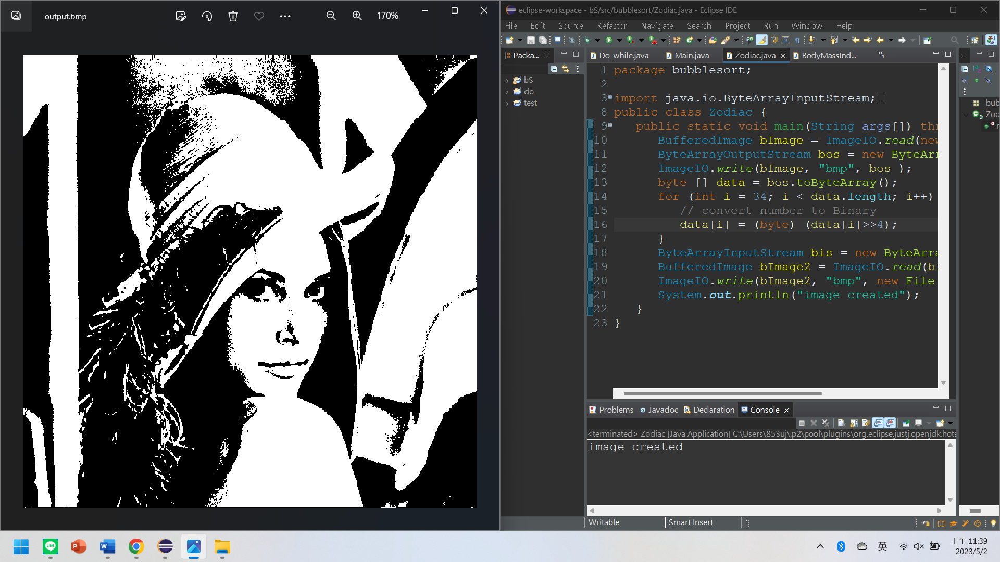 output.bmp
170%
eclipse-workspace - bS/src/bubblesort/Zodiac.java - Eclipse IDE
File Edit Source Refactor Navigate Search Project Run Window Help
Packa...
Do_while.java Main.java Zodiac.java BodyMassInd... »1
bS
do
test
1 package bubblesort;
2
3 import java.io.ByteArrayInputStream;
8 public class Zodiac {
9 public static void main(String args[]) thr
10 BufferedImage bImage = ImageIO.read(new
11 ByteArrayOutputStream bos = new ByteArr
12 ImageIO.write(bImage, "bmp", bos );
13 byte [] data = bos.toByteArray();
14 for (int i = 34; i < data.length; i++)
15 // convert number to Binary
16 data[i] = (byte) (data[i]>>4);
17 }
18 ByteArrayInputStream bis = new ByteArra
19 BufferedImage bImage2 = ImageIO.read(bi
20 ImageIO.write(bImage2, "bmp", new File
21 System.out.println("image created");
22 }
23 }
bub
Zoc
Problems Javadoc Declaration Console
<terminated> Zodiac [Java Application] C:\Users\853uj\.p2\pool\plugins\org.eclipse.justj.openjdk.hots
image created
Writable Smart Insert
英
上午 11:39
2023/5/2